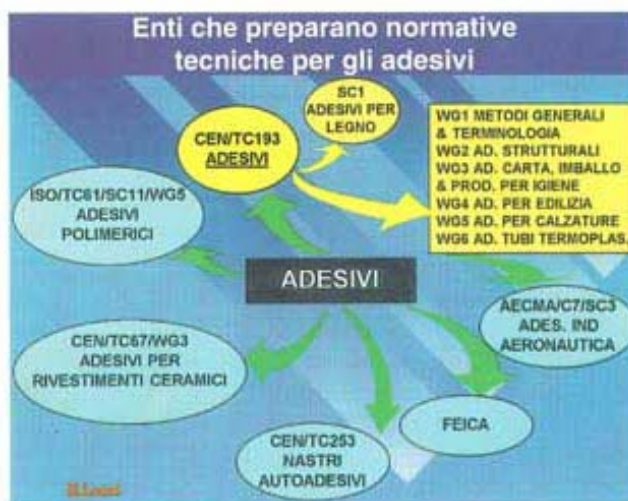 Enti che preparano normative
tecniche per gli adesivi
SC1
ADESIVI PER
LEGNO
CEN/TC193
ADESIVI
WG1 METODI GENERALI
& TERMINOLOGIA
WG2 AD. STRUTTURALI
WG3 AD. CARTA, IMBALLO
& PROD. PER IGIENE
WG4 AD. PER EDILIZIA
WG5 AD. PER CALZATURE
WG6 AD. TUBI TERMOPLAS.
ISO/TC61/SC11/WG5
ADESIVI
POLIMERICI
ADESIVI
AECMA/C7/SC3
ADES. IND
AERONAUTICA
CEN/TC67/WG3
ADESIVI PER
RIVESTIMENTI CERAMICI
FEICA
CEN/TC253
NASTRI
AUTOADESIVI